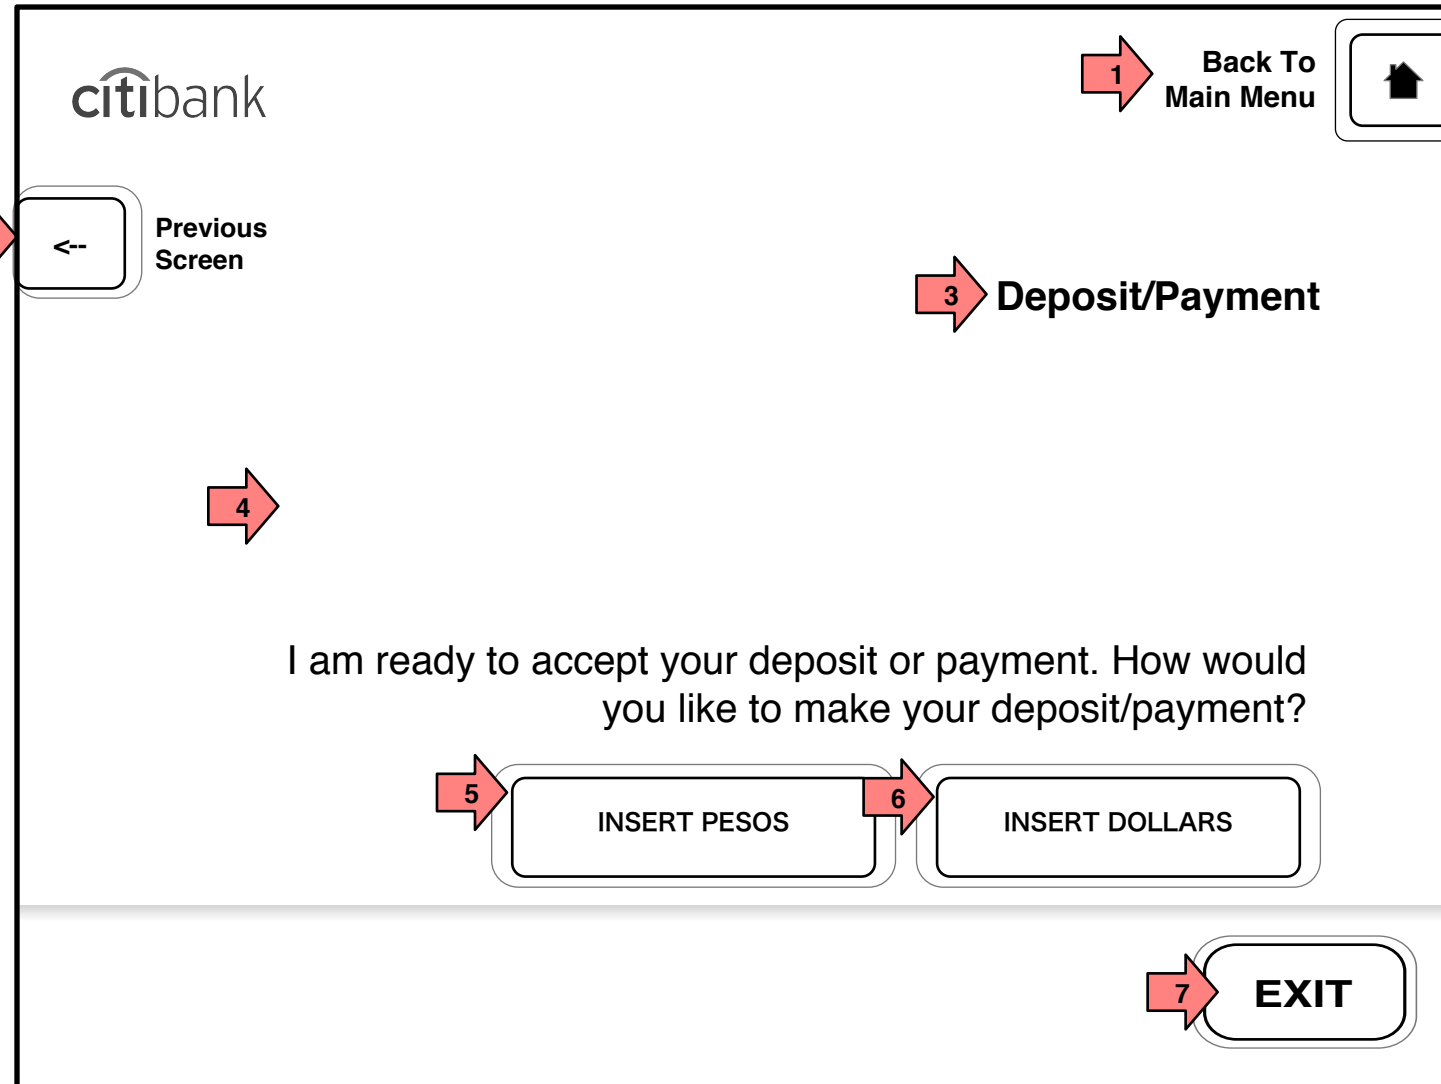 citibank
1
Back To
Main Menu
<--
Previous
Screen
3
Deposit/Payment
4
I am ready to accept your deposit or payment. How would
you like to make your deposit/payment?
5
INSERT PESOS
6
INSERT DOLLARS
7
EXIT